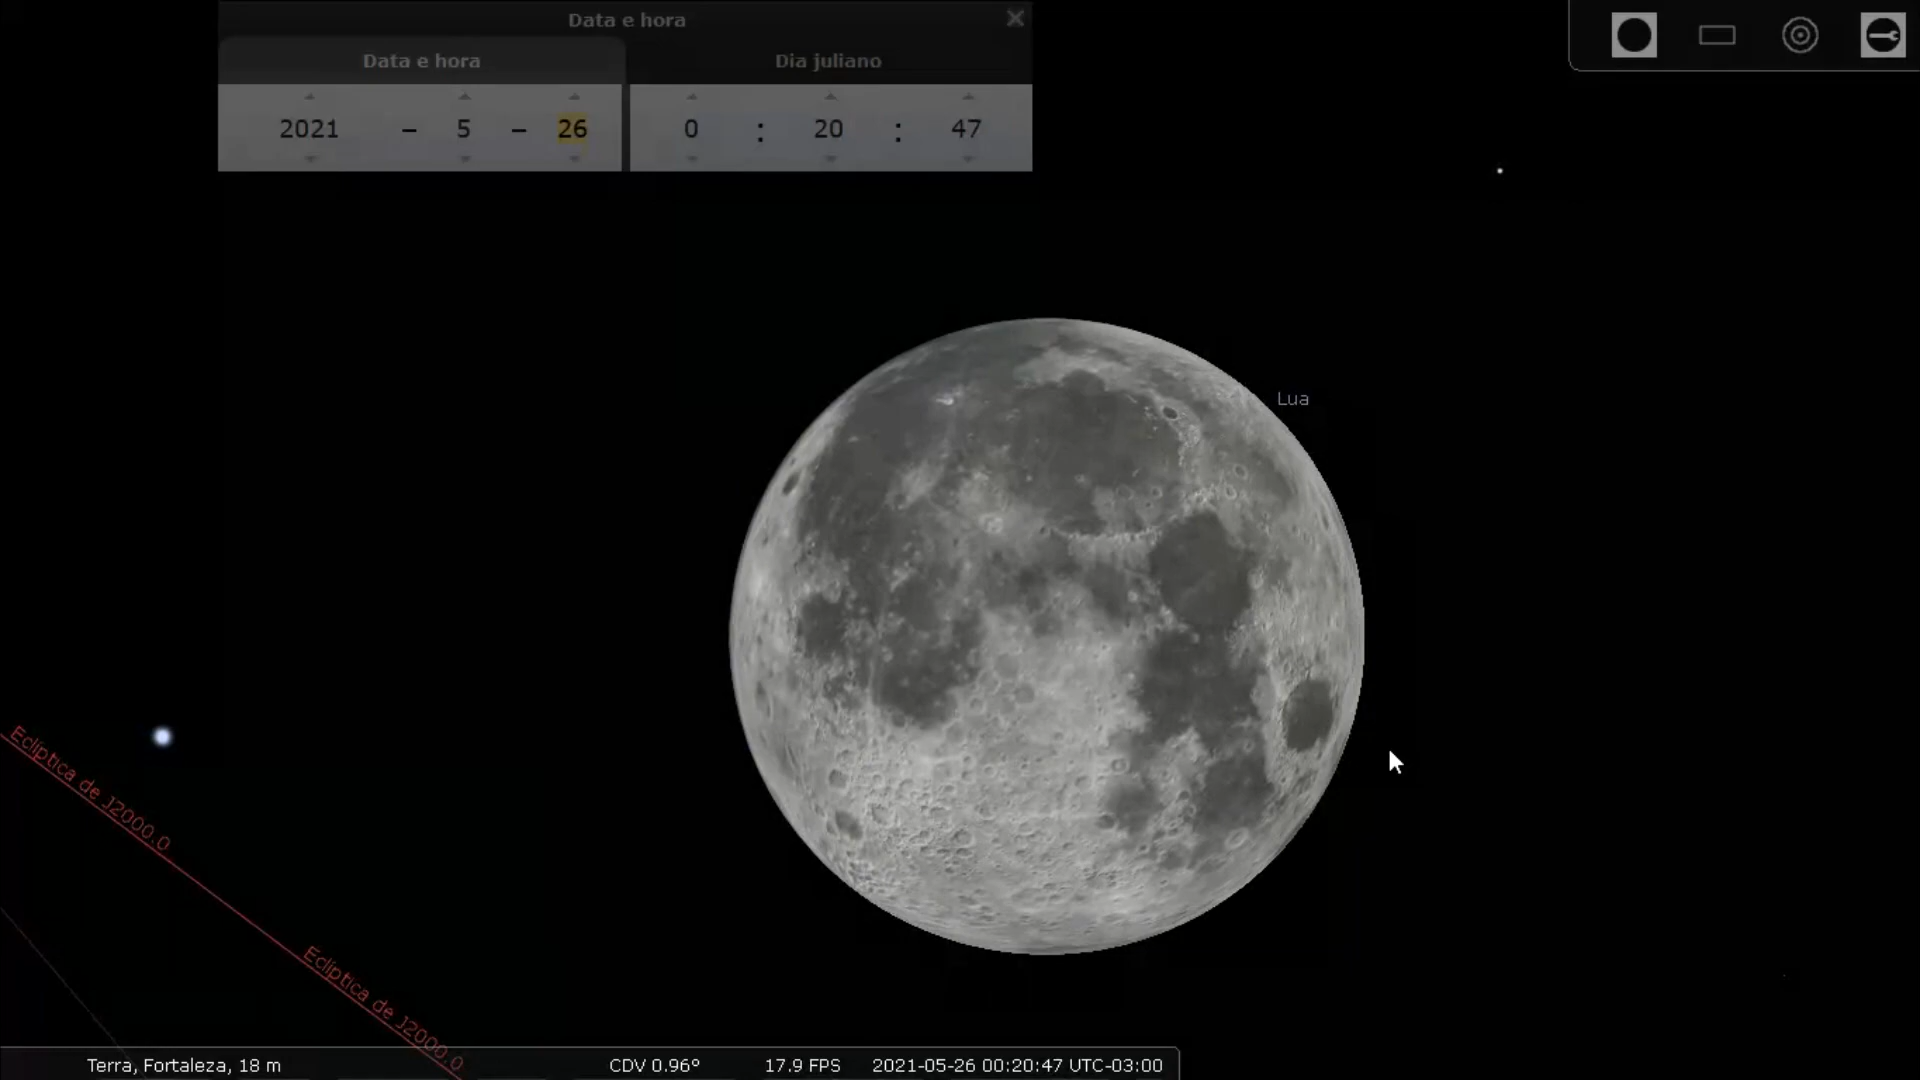 Data e hora
Data e hora
Dia juliano
2021 – 5 – 26
0 : 20 : 47
Lua
Eclíptica de J2000.0
Eclíptica de J2000.0
Terra, Fortaleza, 18 m
CDV 0.96°
17.9 FPS
2021-05-26 00:20:47 UTC-03:00